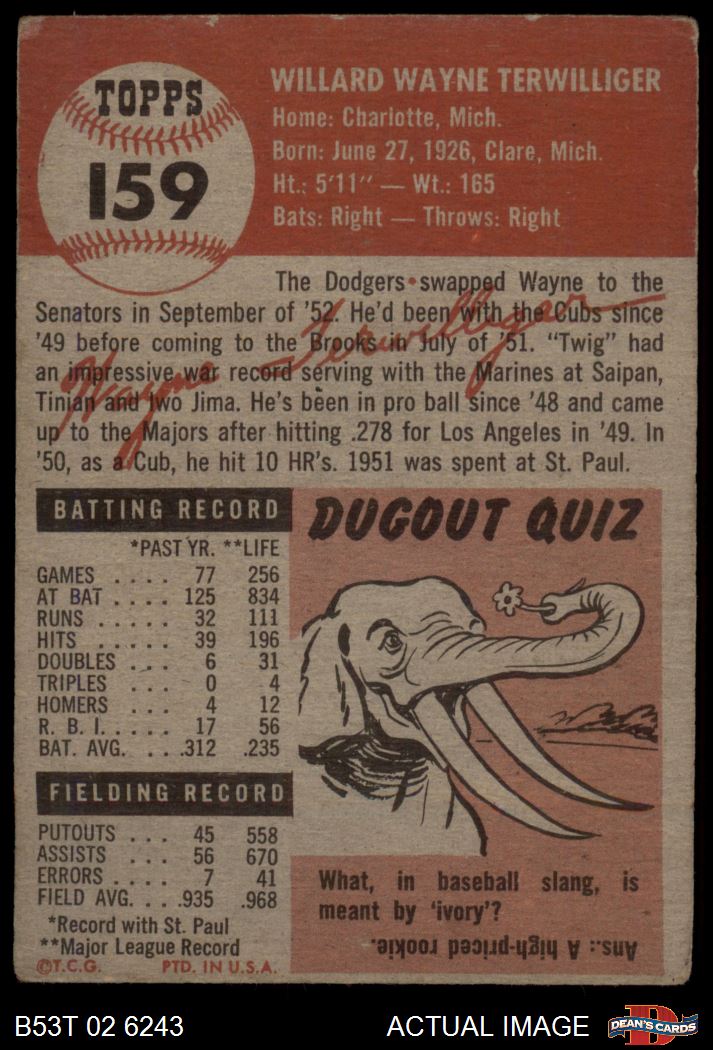 TOPPS
159
WILLARD WAYNE TERWILLIGER
Home: Charlotte, Mich.
Born: June 27, 1926, Clare, Mich.
Ht.: 5'11" — Wt.: 165
Bats: Right — Throws: Right
The Dodgers swapped Wayne to the
Senators in September of '52. He'd been with the Cubs since
'49 before coming to the Brooks in July of '51. "Twig" had
an impressive war record serving with the Marines at Saipan,
Tinian and Iwo Jima. He's been in pro ball since '48 and came
up to the Majors after hitting .278 for Los Angeles in '49. In
'50, as a Cub, he hit 10 HR's. 1951 was spent at St. Paul.
Wayne Terwilliger
BATTING RECORD
*PAST YR. **LIFE
GAMES .... 77 256
AT BAT .... 125 834
RUNS ..... 32 111
HITS ..... 39 196
DOUBLES ... 6 31
TRIPLES ... 0 4
HOMERS ... 4 12
R. B. I. .... 17 56
BAT. AVG. ... .312 .235
FIELDING RECORD
PUTOUTS ... 45 558
ASSISTS ... 56 670
ERRORS ... 7 41
FIELD AVG. ... .935 .968
*Record with St. Paul
**Major League Record
©T.C.G. PTD. IN U.S.A.
DUGOUT QUIZ
What, in baseball slang, is
meant by 'ivory'?
Ans.: A high-priced rookie.
B53T 02 6243 ACTUAL IMAGE
D
DEAN'S CARDS